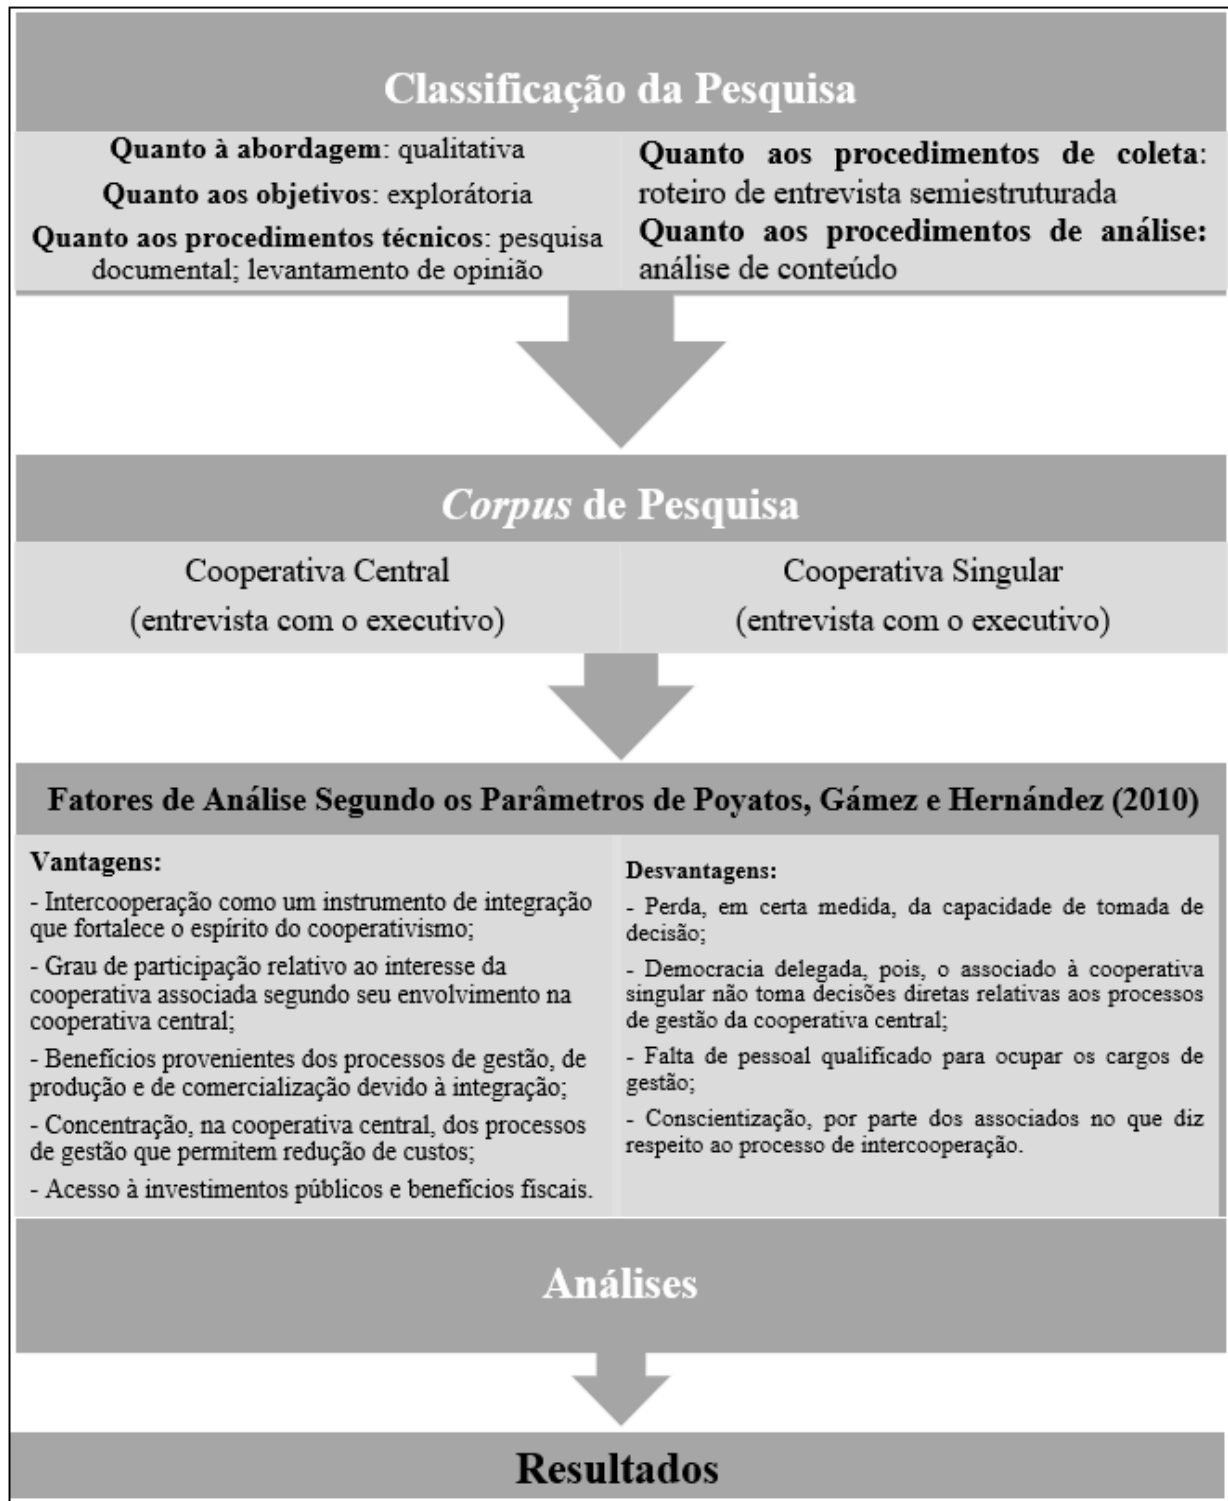 Classificação da Pesquisa
Quanto à abordagem: qualitativa
Quanto aos objetivos: explorátoria
Quanto aos procedimentos técnicos: pesquisa
documental; levantamento de opinião
Quanto aos procedimentos de coleta:
roteiro de entrevista semiestruturada
Quanto aos procedimentos de análise:
análise de conteúdo
Corpus de Pesquisa
Cooperativa Central
(entrevista com o executivo)
Cooperativa Singular
(entrevista com o executivo)
Fatores de Análise Segundo os Parâmetros de Poyatos, Gámez e Hernández (2010)
Vantagens:
- Intercooperação como um instrumento de integração
que fortalece o espírito do cooperativismo;
- Grau de participação relativo ao interesse da
cooperativa associada segundo seu envolvimento na
cooperativa central;
- Benefícios provenientes dos processos de gestão, de
produção e de comercialização devido à integração;
- Concentração, na cooperativa central, dos processos
de gestão que permitem redução de custos;
- Acesso à investimentos públicos e benefícios fiscais.
Desvantagens:
- Perda, em certa medida, da capacidade de tomada de
decisão;
- Democracia delegada, pois, o associado à cooperativa
singular não toma decisões diretas relativas aos processos
de gestão da cooperativa central;
- Falta de pessoal qualificado para ocupar os cargos de
gestão;
- Conscientização, por parte dos associados no que diz
respeito ao processo de intercooperação.
Análises
Resultados